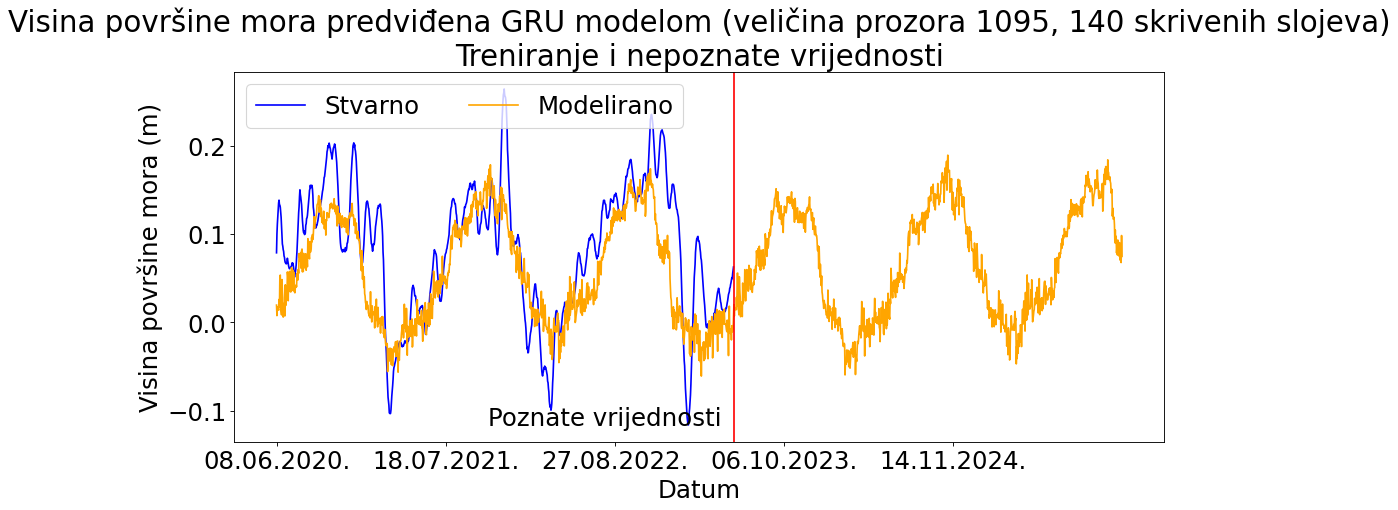 Visina površine mora predviđena GRU modelom (veličina prozora 1095, 140 skrivenih slojeva)
Treniranje i nepoznate vrijednosti
Stvarno Modelirano
Visina površine mora (m)
0.2
0.1
0.0
−0.1
Poznate vrijednosti
08.06.2020. 18.07.2021. 27.08.2022. 06.10.2023. 14.11.2024.
Datum